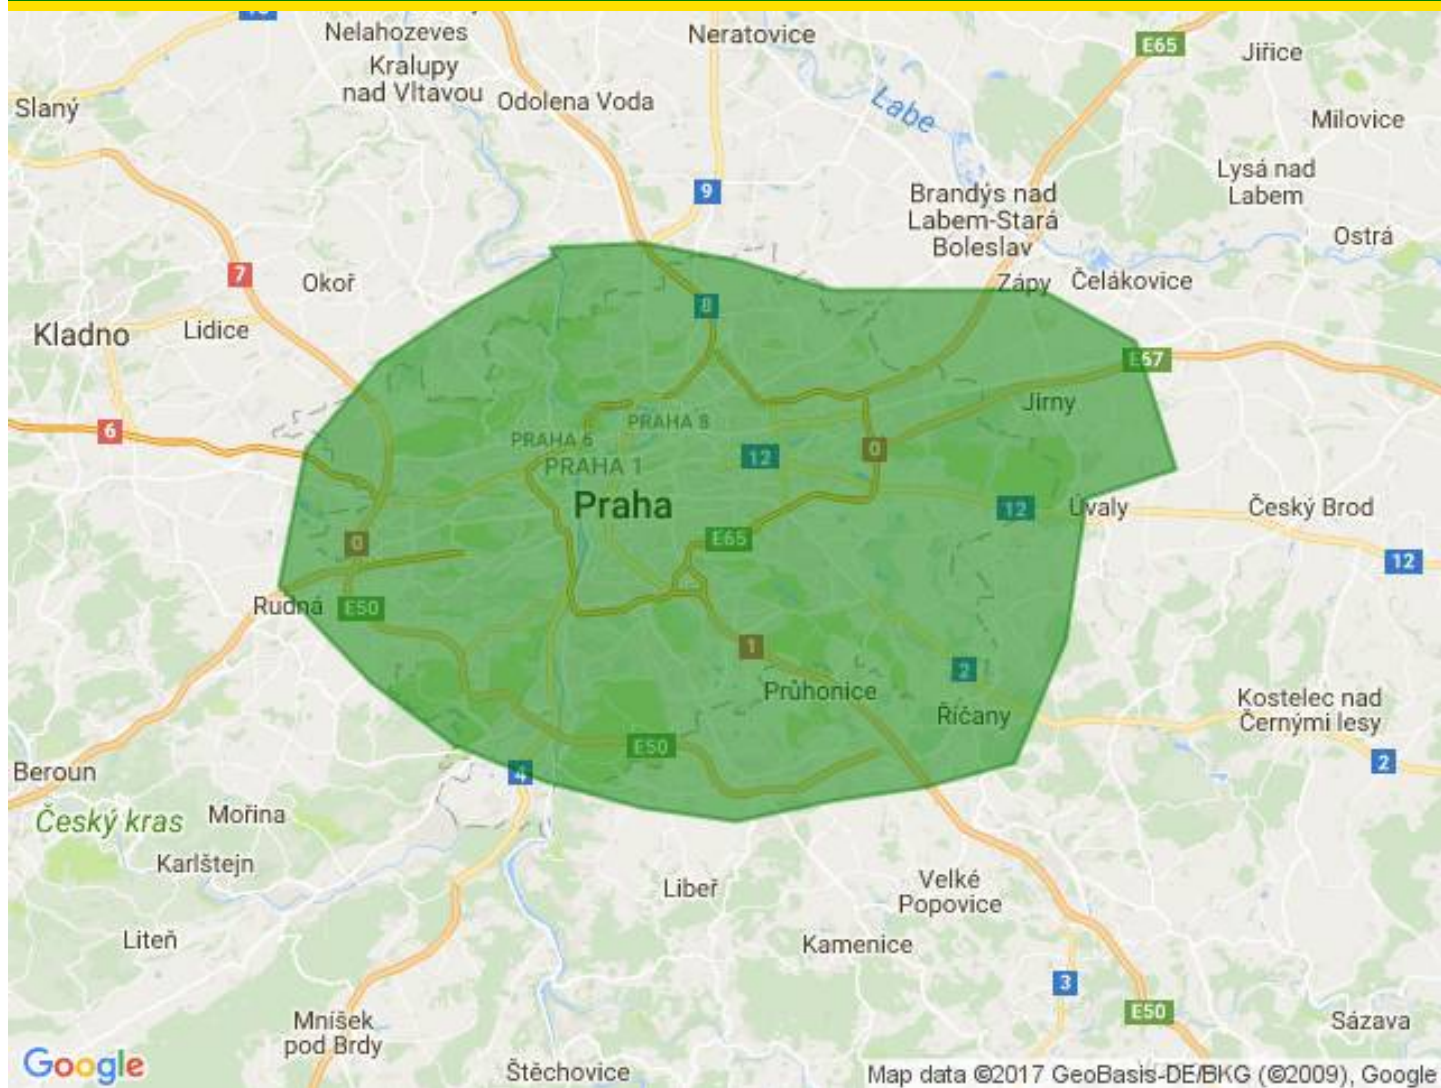 Nelahozeves
Neratovice
E65
Jiřice
Kralupy
nad Vltavou
Odolena Voda
Slaný
Labe
Milovice
Lysá nad
Labem
9
Brandýs nad
Labem-Stará
Boleslav
Ostrá
7
Okoř
Zápy
Čelákovice
8
Kladno
Lidice
E67
Jirny
6
PRAHA 8
PRAHA 6
PRAHA 1
12
0
Praha
12
Úvaly
Český Brod
0
E65
12
Rudná
E50
1
2
Průhonice
Říčany
Kostelec nad
Černými lesy
E50
Beroun
4
2
Český kras
Mořina
Karlštejn
Libeř
Velké
Popovice
Liteň
Kamenice
3
Mníšek
pod Brdy
E50
Sázava
Google
Štěchovice
Map data ©2017 GeoBasis-DE/BKG (©2009), Google